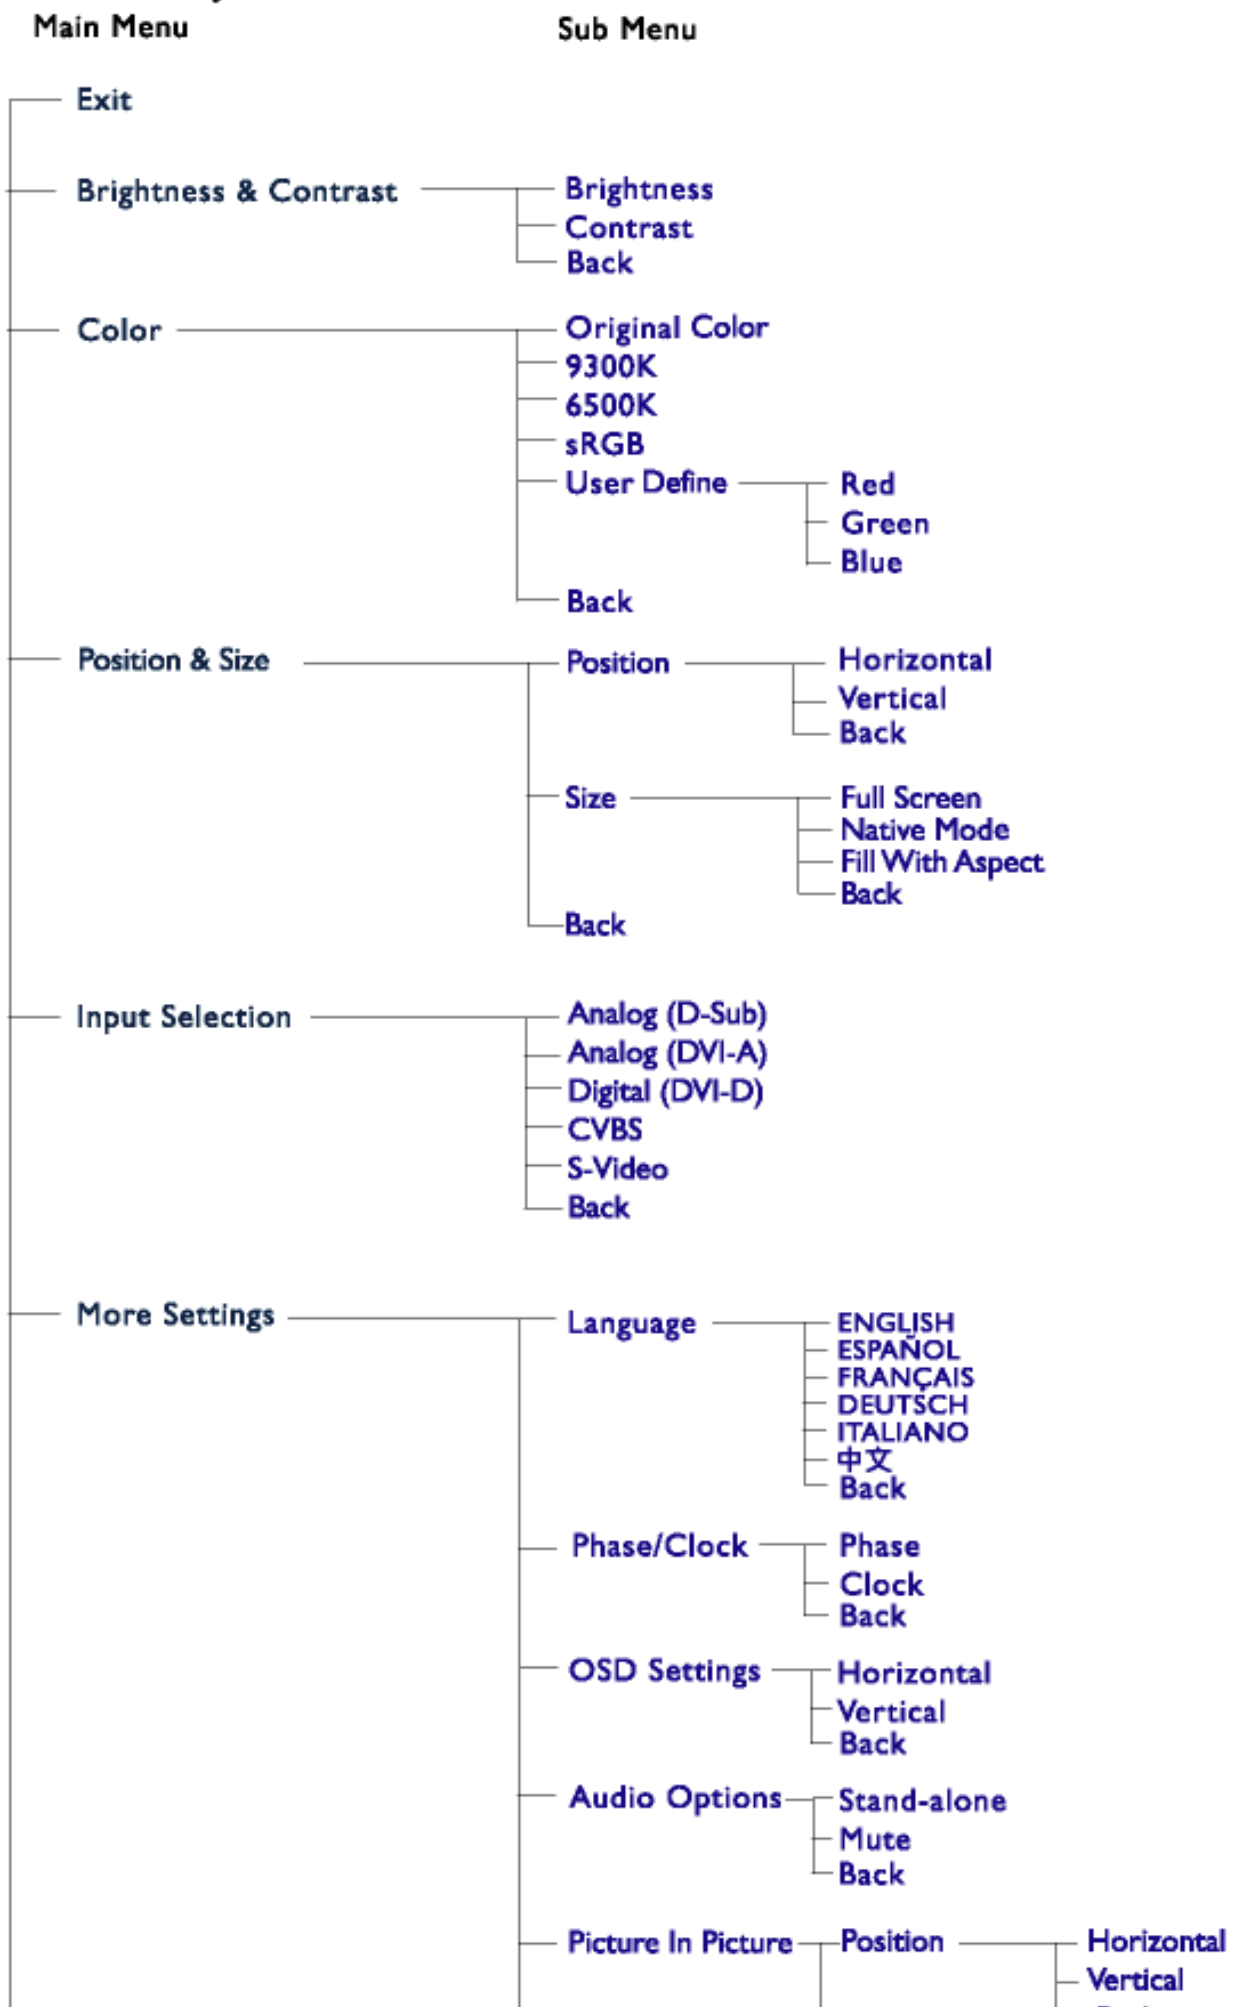 Main Menu
Sub Menu
Exit
Brightness & Contrast
Brightness
Contrast
Back
Color
Original Color
9300K
6500K
sRGB
User Define
Red
Green
Blue
Back
Position & Size
Position
Horizontal
Vertical
Back
Size
Full Screen
Native Mode
Fill With Aspect
Back
Back
Input Selection
Analog (D-Sub)
Analog (DVI-A)
Digital (DVI-D)
CVBS
S-Video
Back
More Settings
Language
ENGLISH
ESPAÑOL
FRANÇAIS
DEUTSCH
ITALIANO
中文
Back
Phase/Clock
Phase
Clock
Back
OSD Settings
Horizontal
Vertical
Back
Audio Options
Stand-alone
Mute
Back
Picture In Picture
Position
Horizontal
Vertical